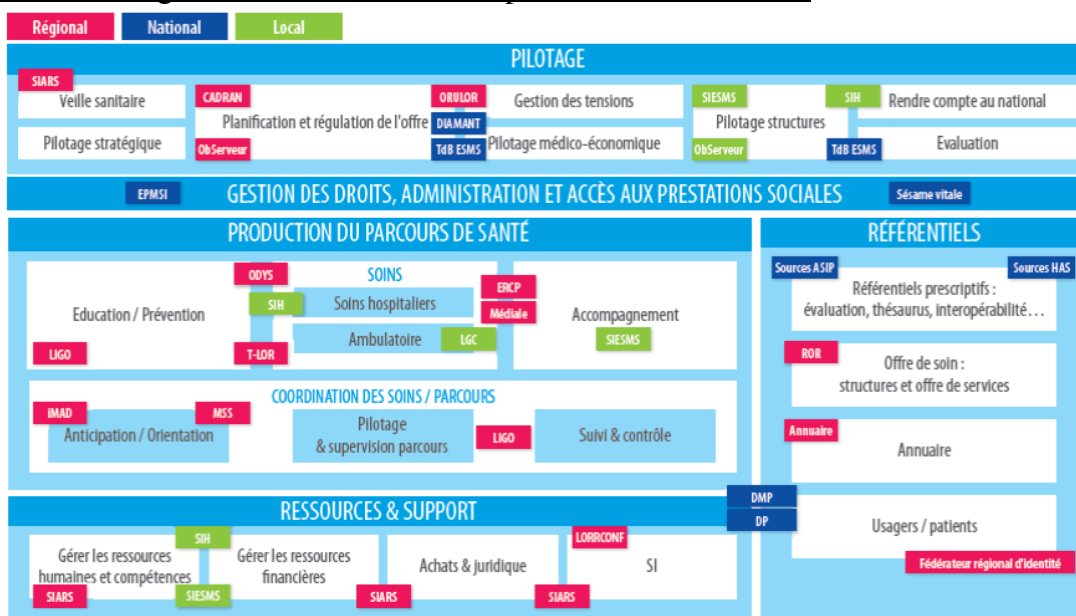 Régional
National
Local
PILOTAGE
SIARS
Veille sanitaire
Pilotage stratégique
CADRAN
ORULOR
Planification et régulation de l'offre
DIAMANT
ObServeur
TdB ESMS
Gestion des tensions
Pilotage médico-économique
SIESMS
SIH
Pilotage structures
ObServeur
TdB ESMS
Rendre compte au national
Evaluation
EPMSI
GESTION DES DROITS, ADMINISTRATION ET ACCÈS AUX PRESTATIONS SOCIALES
Sésame vitale
PRODUCTION DU PARCOURS DE SANTÉ
Education / Prévention
LIGO
ODYS
SIH
T-LOR
SOINS
Soins hospitaliers
Ambulatoire
LGC
ERCP
Médiale
Accompagnement
SIESMS
COORDINATION DES SOINS / PARCOURS
iMAD
MSS
Anticipation / Orientation
Pilotage
& supervision parcours
LIGO
Suivi & contrôle
RÉFÉRENTIELS
Sources ASIP
Sources HAS
Référentiels prescriptifs :
évaluation, thésaurus, interopérabilité…
ROR
Offre de soin :
structures et offre de services
Annuaire
Annuaire
DMP
DP
Usagers / patients
Fédérateur régional d'identité
RESSOURCES & SUPPORT
SIH
Gérer les ressources
humaines et compétences
SIARS
SIESMS
Gérer les ressources
financières
SIARS
Achats & juridique
SIARS
LORRCONF
SI